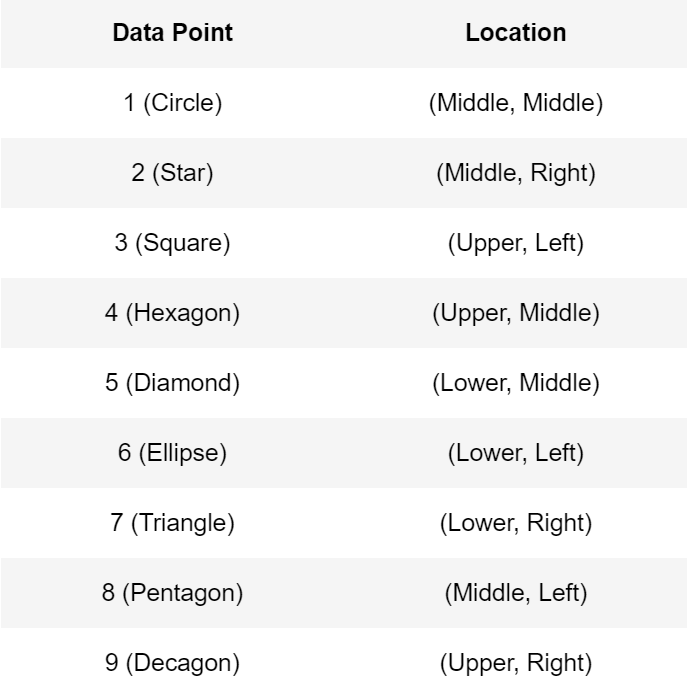 Data Point Location
1 (Circle) (Middle, Middle)
2 (Star) (Middle, Right)
3 (Square) (Upper, Left)
4 (Hexagon) (Upper, Middle)
5 (Diamond) (Lower, Middle)
6 (Ellipse) (Lower, Left)
7 (Triangle) (Lower, Right)
8 (Pentagon) (Middle, Left)
9 (Decagon) (Upper, Right)